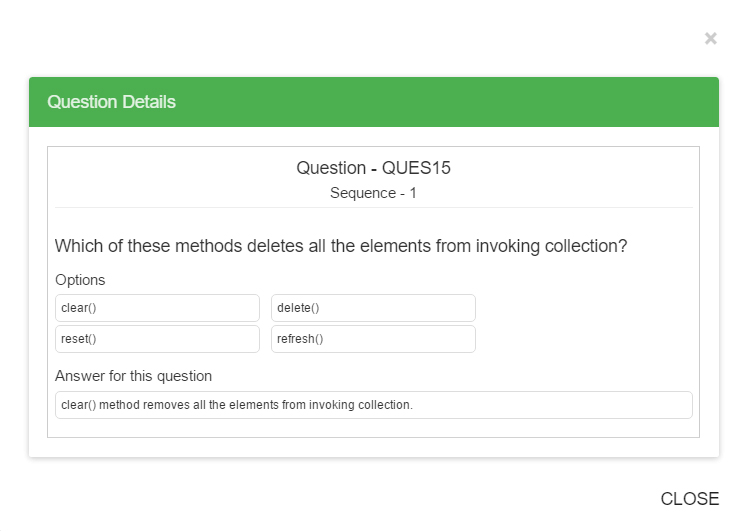 ×
Question Details
Question - QUES15
Sequence - 1
Which of these methods deletes all the elements from invoking collection?
Options
clear() delete()
reset() refresh()
Answer for this question
clear() method removes all the elements from invoking collection.
CLOSE